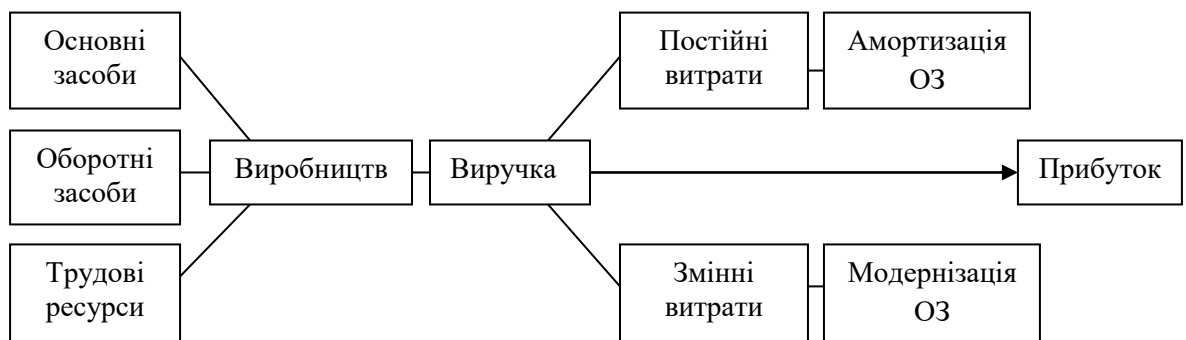 Основні
засоби
Оборотні
засоби
Трудові
ресурси
Виробництв
Виручка
Постійні
витрати
Амортизація
ОЗ
Змінні
витрати
Модернізація
ОЗ
Прибуток